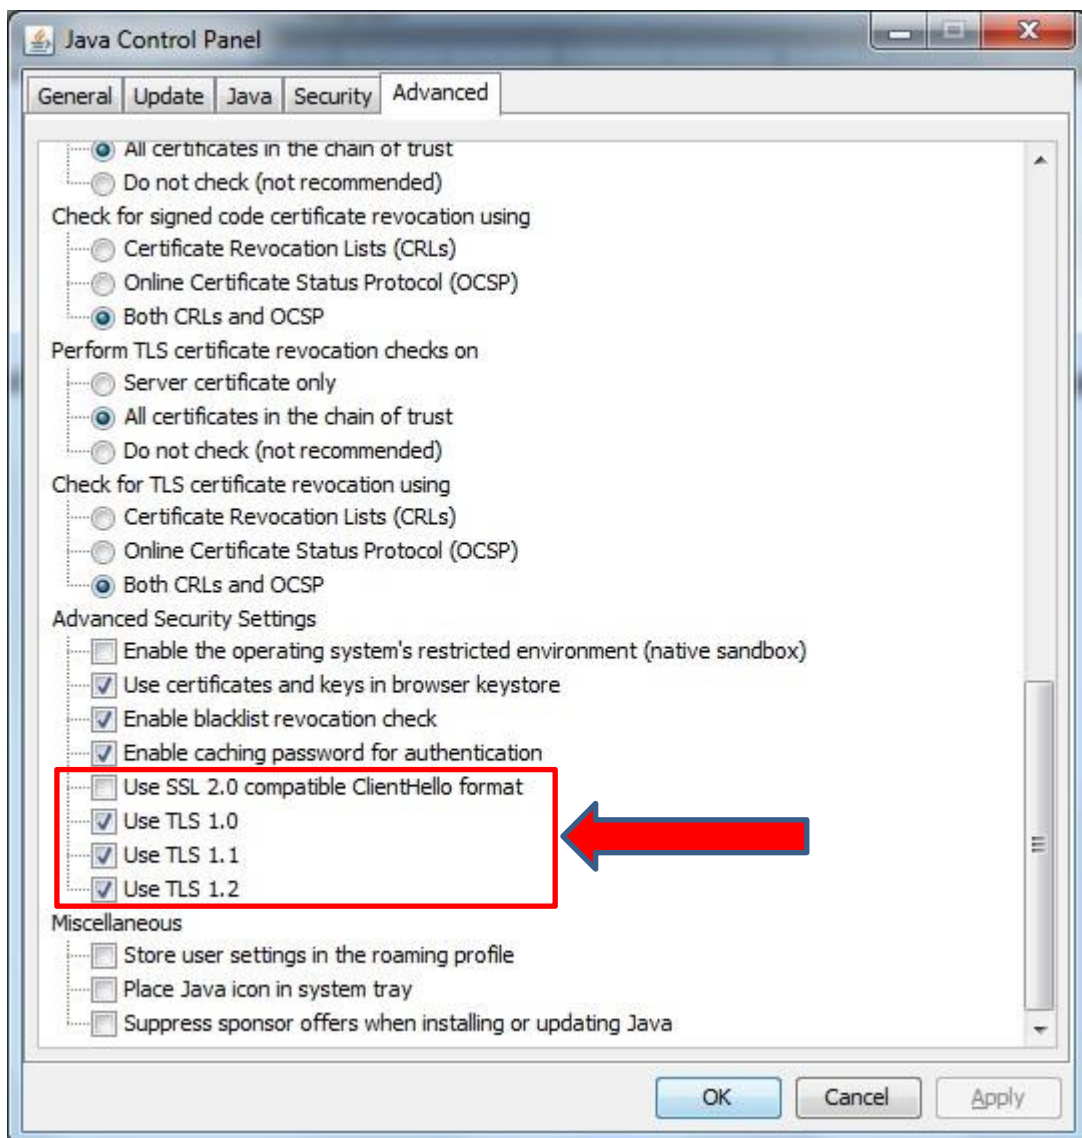 Java Control Panel
General Update Java Security Advanced
All certificates in the chain of trust
Do not check (not recommended)
Check for signed code certificate revocation using
Certificate Revocation Lists (CRLs)
Online Certificate Status Protocol (OCSP)
Both CRLs and OCSP
Perform TLS certificate revocation checks on
Server certificate only
All certificates in the chain of trust
Do not check (not recommended)
Check for TLS certificate revocation using
Certificate Revocation Lists (CRLs)
Online Certificate Status Protocol (OCSP)
Both CRLs and OCSP
Advanced Security Settings
Enable the operating system's restricted environment (native sandbox)
Use certificates and keys in browser keystore
Enable blacklist revocation check
Enable caching password for authentication
Use SSL 2.0 compatible ClientHello format
Use TLS 1.0
Use TLS 1.1
Use TLS 1.2
Miscellaneous
Store user settings in the roaming profile
Place Java icon in system tray
Suppress sponsor offers when installing or updating Java
OK Cancel Apply